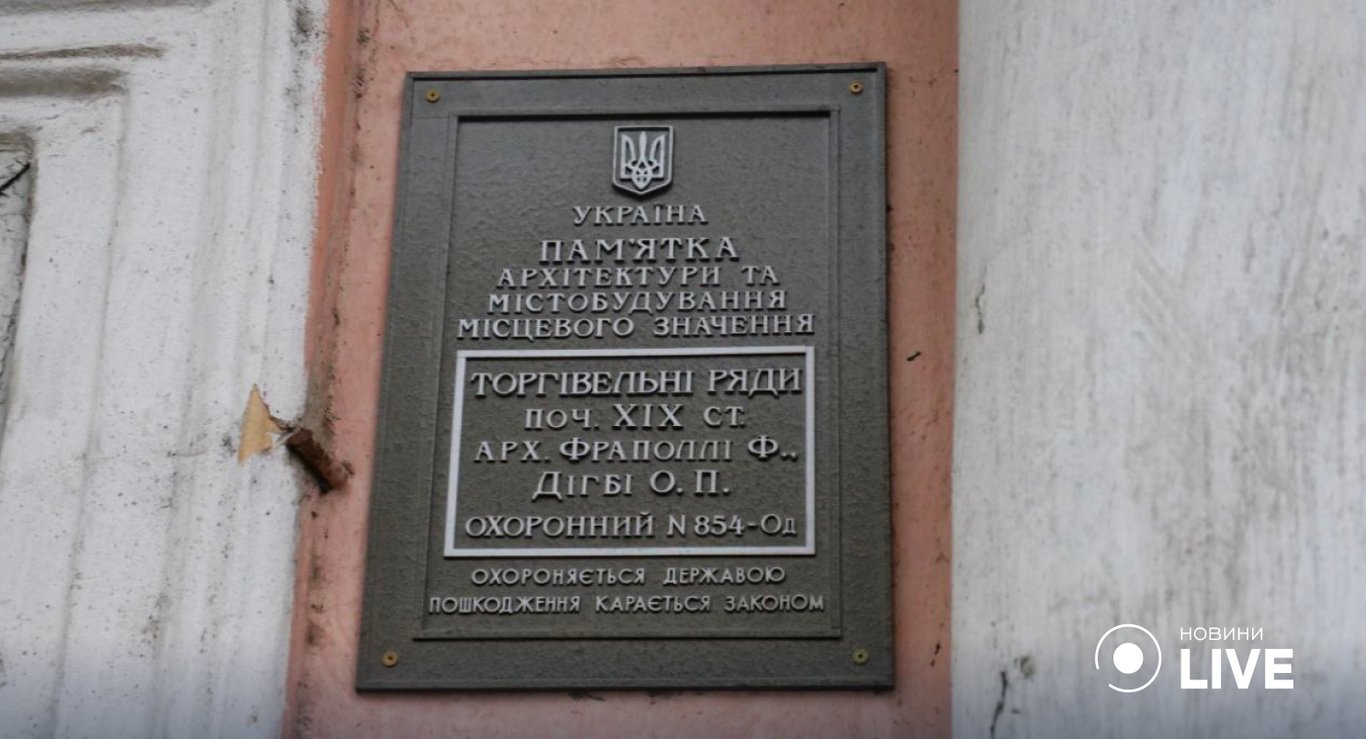 УКРАЇНА
ПАМ'ЯТКА
АРХІТЕКТУРИ ТА
МІСТОБУДУВАННЯ
МІСЦЕВОГО ЗНАЧЕННЯ
ТОРГІВЕЛЬНІ РЯДИ
ПОЧ. XIX СТ.
АРХ. ФРАПОЛЛІ Ф.,
ДІГБІ О. П.
ОХОРОННИЙ N 854-Од
ОХОРОНЯЄТЬСЯ ДЕРЖАВОЮ
ПОШКОДЖЕННЯ КАРАЄТЬСЯ ЗАКОНОМ
НОВИНИ
LIVE